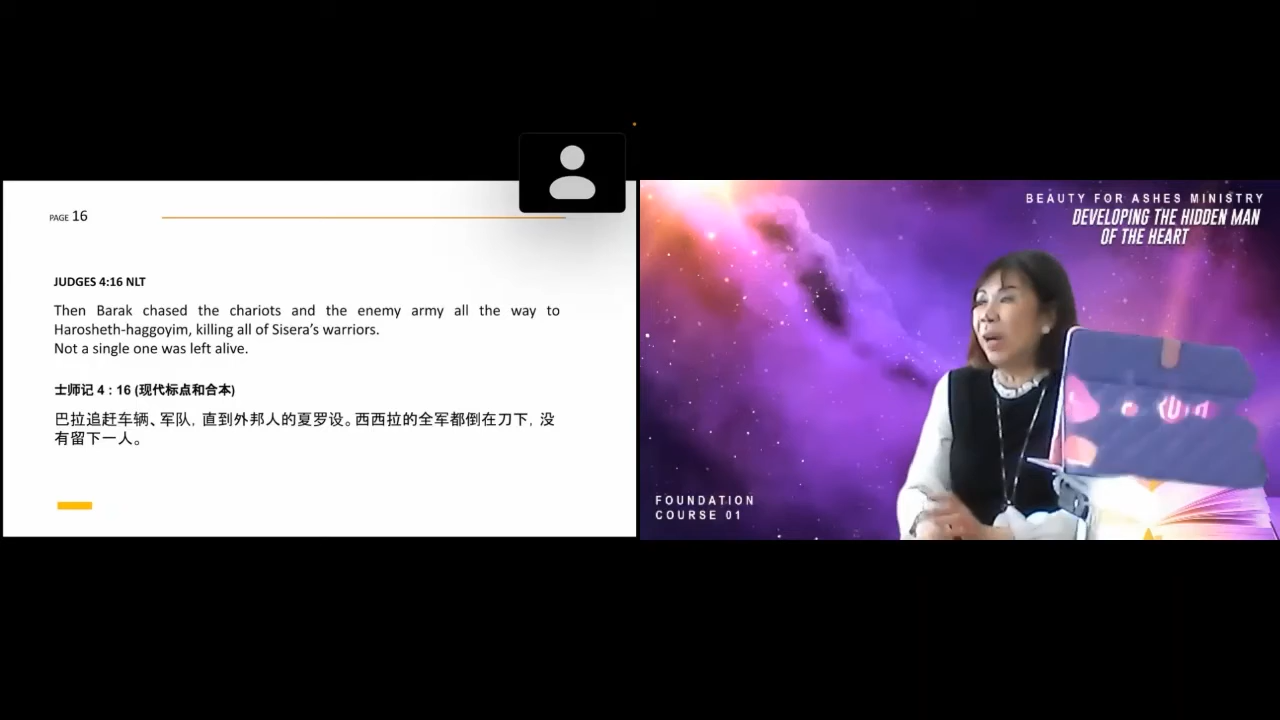 PAGE 16
JUDGES 4:16 NLT
Then Barak chased the chariots and the enemy army all the way to
Harosheth-haggoyim, killing all of Sisera's warriors.
Not a single one was left alive.
士师记 4 : 16 (现代标点和合本)
巴拉追赶车辆、军队, 直到外邦人的夏罗设。西西拉的全军都倒在刀下, 没
有留下一人。
BEAUTY FOR ASHES MINISTRY
DEVELOPING THE HIDDEN MAN
OF THE HEART
FOUNDATION
COURSE 01